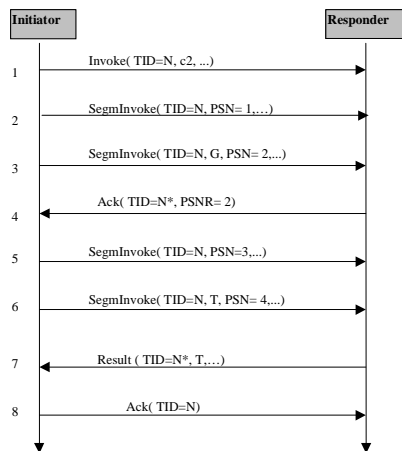 Initiator Responder
1 Invoke( TID=N, c2, ...)
2 SegmInvoke( TID=N, PSN= 1,…)
3 SegmInvoke( TID=N, G, PSN= 2,...)
4 Ack( TID=N*, PSNR= 2)
5 SegmInvoke( TID=N, PSN=3,...)
6 SegmInvoke( TID=N, T, PSN= 4,...)
7 Result ( TID=N*, T,…)
8 Ack( TID=N)